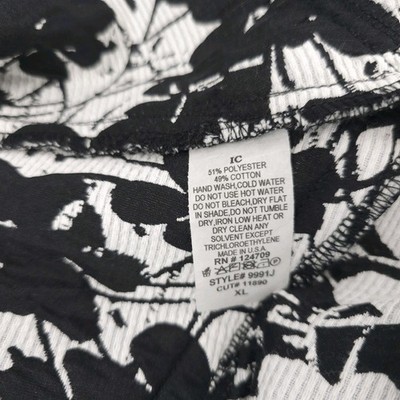 IC
51% POLYESTER
49% COTTON
HAND WASH,COLD WATER
DO NOT USE HOT WATER
DO NOT BLEACH,DRY FLAT
IN SHADE,DO NOT TUMBLE
DRY,IRON LOW HEAT OR
DRY CLEAN ANY
SOLVENT EXCEPT
TRICHLOROETHYLENE
MADE IN U.S.A.
RN # 124709
STYLE# 9991J
CUT# 11890
XL